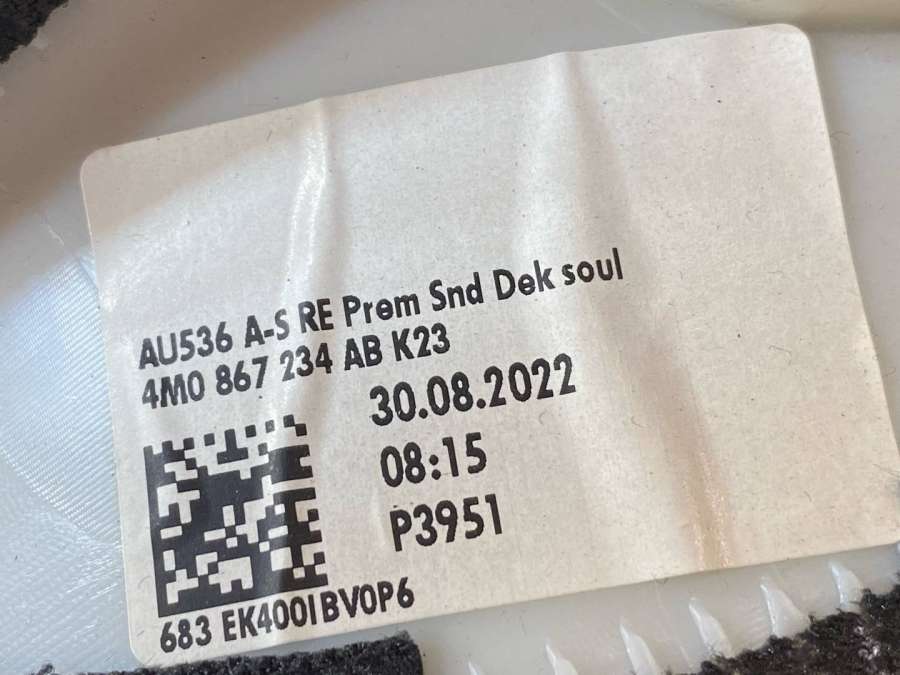 AU536 A-S RE Prem Snd Dek soul
4M0 867 234 AB K23
30.08.2022
08:15
P3951
683 EK400IBV0P6